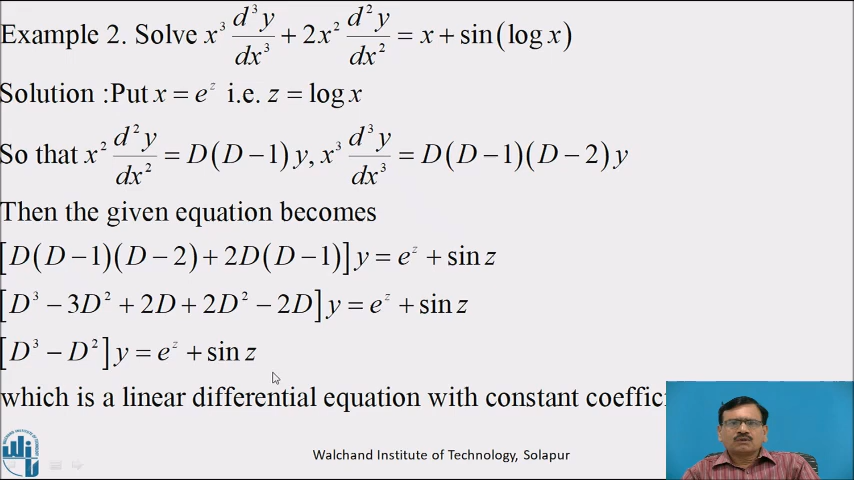 Example 2. Solve x³ d³y/dx³ + 2x² d²y/dx² = x + sin(log x)
Solution :Put x = e^z i.e. z = log x
So that x² d²y/dx² = D(D−1)y, x³ d³y/dx³ = D(D−1)(D−2)y
Then the given equation becomes
[D(D−1)(D−2)+2D(D−1)]y = e^z + sin z
[D³ − 3D² + 2D + 2D² − 2D]y = e^z + sin z
[D³ − D²]y = e^z + sin z
which is a linear differential equation with constant coeffici
Walchand Institute of Technology, Solapur